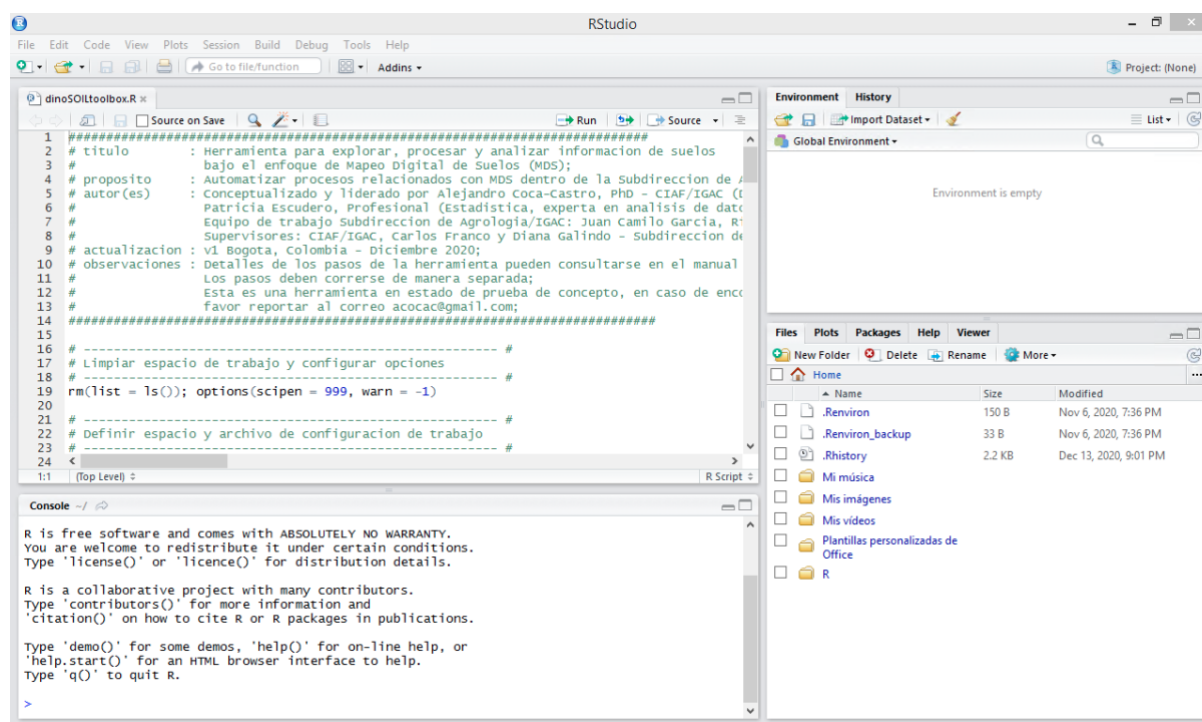 RStudio
File Edit Code View Plots Session Build Debug Tools Help
Go to file/function Addins Project: (None)
dinoSOILtoolbox.R
Source on Save Run Source
1 ################################################################################
2 # titulo : Herramienta para explorar, procesar y analizar informacion de suelos
3 # bajo el enfoque de Mapeo Digital de Suelos (MDS);
4 # proposito : Automatizar procesos relacionados con MDS dentro de la Subdireccion de A
5 # autor(es) : Conceptualizado y liderado por Alejandro Coca-Castro, PhD - CIAF/IGAC (
6 # Patricia Escudero, Profesional (Estadistica, experta en analisis de dato
7 # Equipo de trabajo Subdireccion de Agrologia/IGAC: Juan Camilo Garcia, R
8 # Supervisores: CIAF/IGAC, Carlos Franco y Diana Galindo - Subdireccion de
9 # actualizacion : v1 Bogota, Colombia - Diciembre 2020;
10 # observaciones : Detalles de los pasos de la herramienta pueden consultarse en el manual
11 # Los pasos deben correrse de manera separada;
12 # Esta es una herramienta en estado de prueba de concepto, en caso de enco
13 # favor reportar al correo acocac@gmail.com;
14 ################################################################################
15
16 # ------------------------------------------------------- #
17 # Limpiar espacio de trabajo y configurar opciones
18 # ------------------------------------------------------- #
19 rm(list = ls()); options(scipen = 999, warn = -1)
20
21 # ------------------------------------------------------- #
22 # Definir espacio y archivo de configuracion de trabajo
23 # ------------------------------------------------------- #
24
1:1 (Top Level) R Script
Console ~/
R is free software and comes with ABSOLUTELY NO WARRANTY.
You are welcome to redistribute it under certain conditions.
Type 'license()' or 'licence()' for distribution details.
R is a collaborative project with many contributors.
Type 'contributors()' for more information and
'citation()' on how to cite R or R packages in publications.
Type 'demo()' for some demos, 'help()' for on-line help, or
'help.start()' for an HTML browser interface to help.
Type 'q()' to quit R.
>
Environment History
Import Dataset List
Global Environment
Environment is empty
Files Plots Packages Help Viewer
New Folder Delete Rename More
Home ...
Name Size Modified
.Renviron 150 B Nov 6, 2020, 7:36 PM
.Renviron_backup 33 B Nov 6, 2020, 7:36 PM
.Rhistory 2.2 KB Dec 13, 2020, 9:01 PM
Mi música
Mis imágenes
Mis vídeos
Plantillas personalizadas de
Office
R